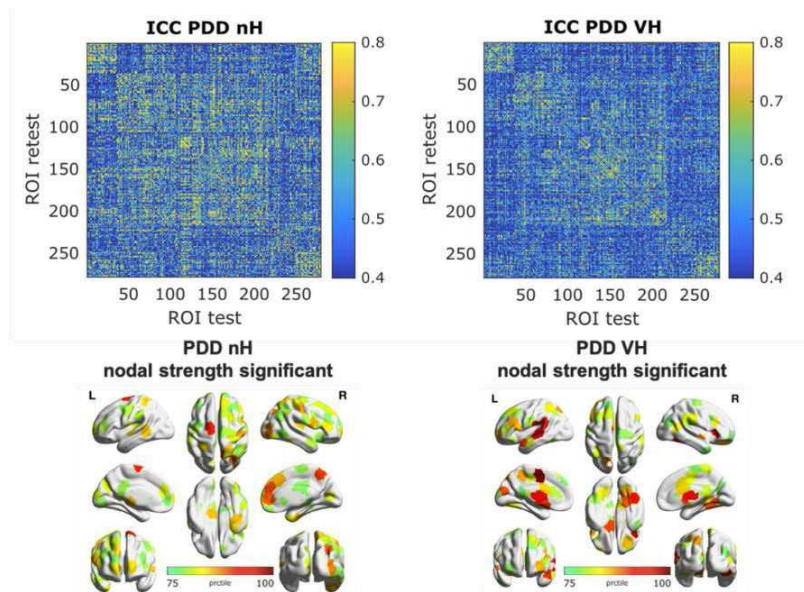 ICC PDD nH
ICC PDD VH
0.8
50
100
150
200
250
ROI retest
50 100 150 200 250
ROI test
0.7
0.6
0.5
0.4
0.8
50
100
150
200
250
ROI retest
50 100 150 200 250
ROI test
0.7
0.6
0.5
0.4
PDD nH
nodal strength significant
L
R
75 prctile 100
PDD VH
nodal strength significant
L
R
75 prctile 100